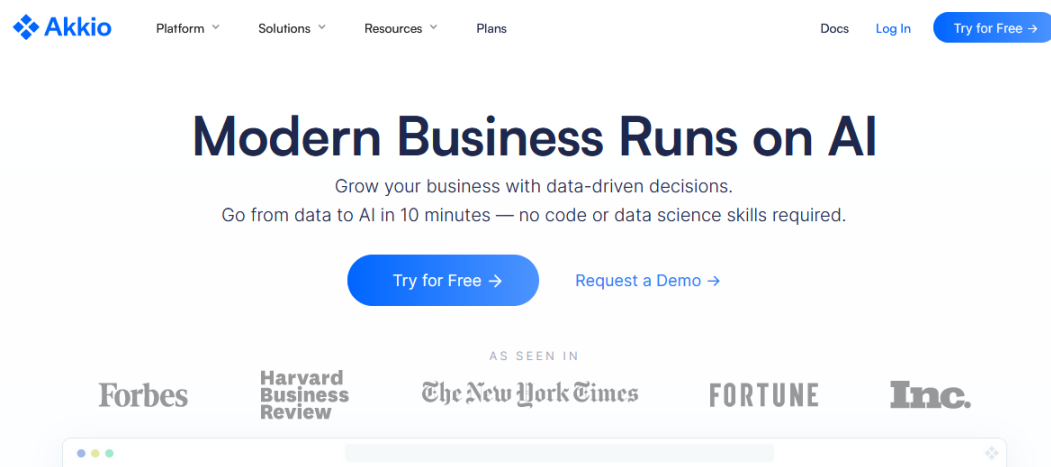 Akkio
Platform
Solutions
Resources
Plans
Docs
Log In
Try for Free →
Modern Business Runs on AI
Grow your business with data-driven decisions.
Go from data to AI in 10 minutes — no code or data science skills required.
Try for Free →
Request a Demo →
AS SEEN IN
Forbes
Harvard
Business
Review
The New York Times
FORTUNE
Inc.